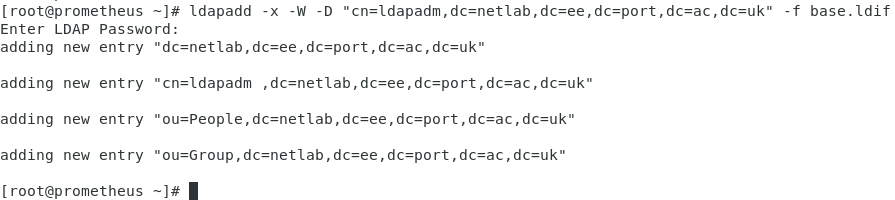 [root@prometheus ~]# ldapadd -x -W -D "cn=ldapadm,dc=netlab,dc=ee,dc=port,dc=ac,dc=uk" -f base.ldif
Enter LDAP Password:
adding new entry "dc=netlab,dc=ee,dc=port,dc=ac,dc=uk"
adding new entry "cn=ldapadm ,dc=netlab,dc=ee,dc=port,dc=ac,dc=uk"
adding new entry "ou=People,dc=netlab,dc=ee,dc=port,dc=ac,dc=uk"
adding new entry "ou=Group,dc=netlab,dc=ee,dc=port,dc=ac,dc=uk"
[root@prometheus ~]#